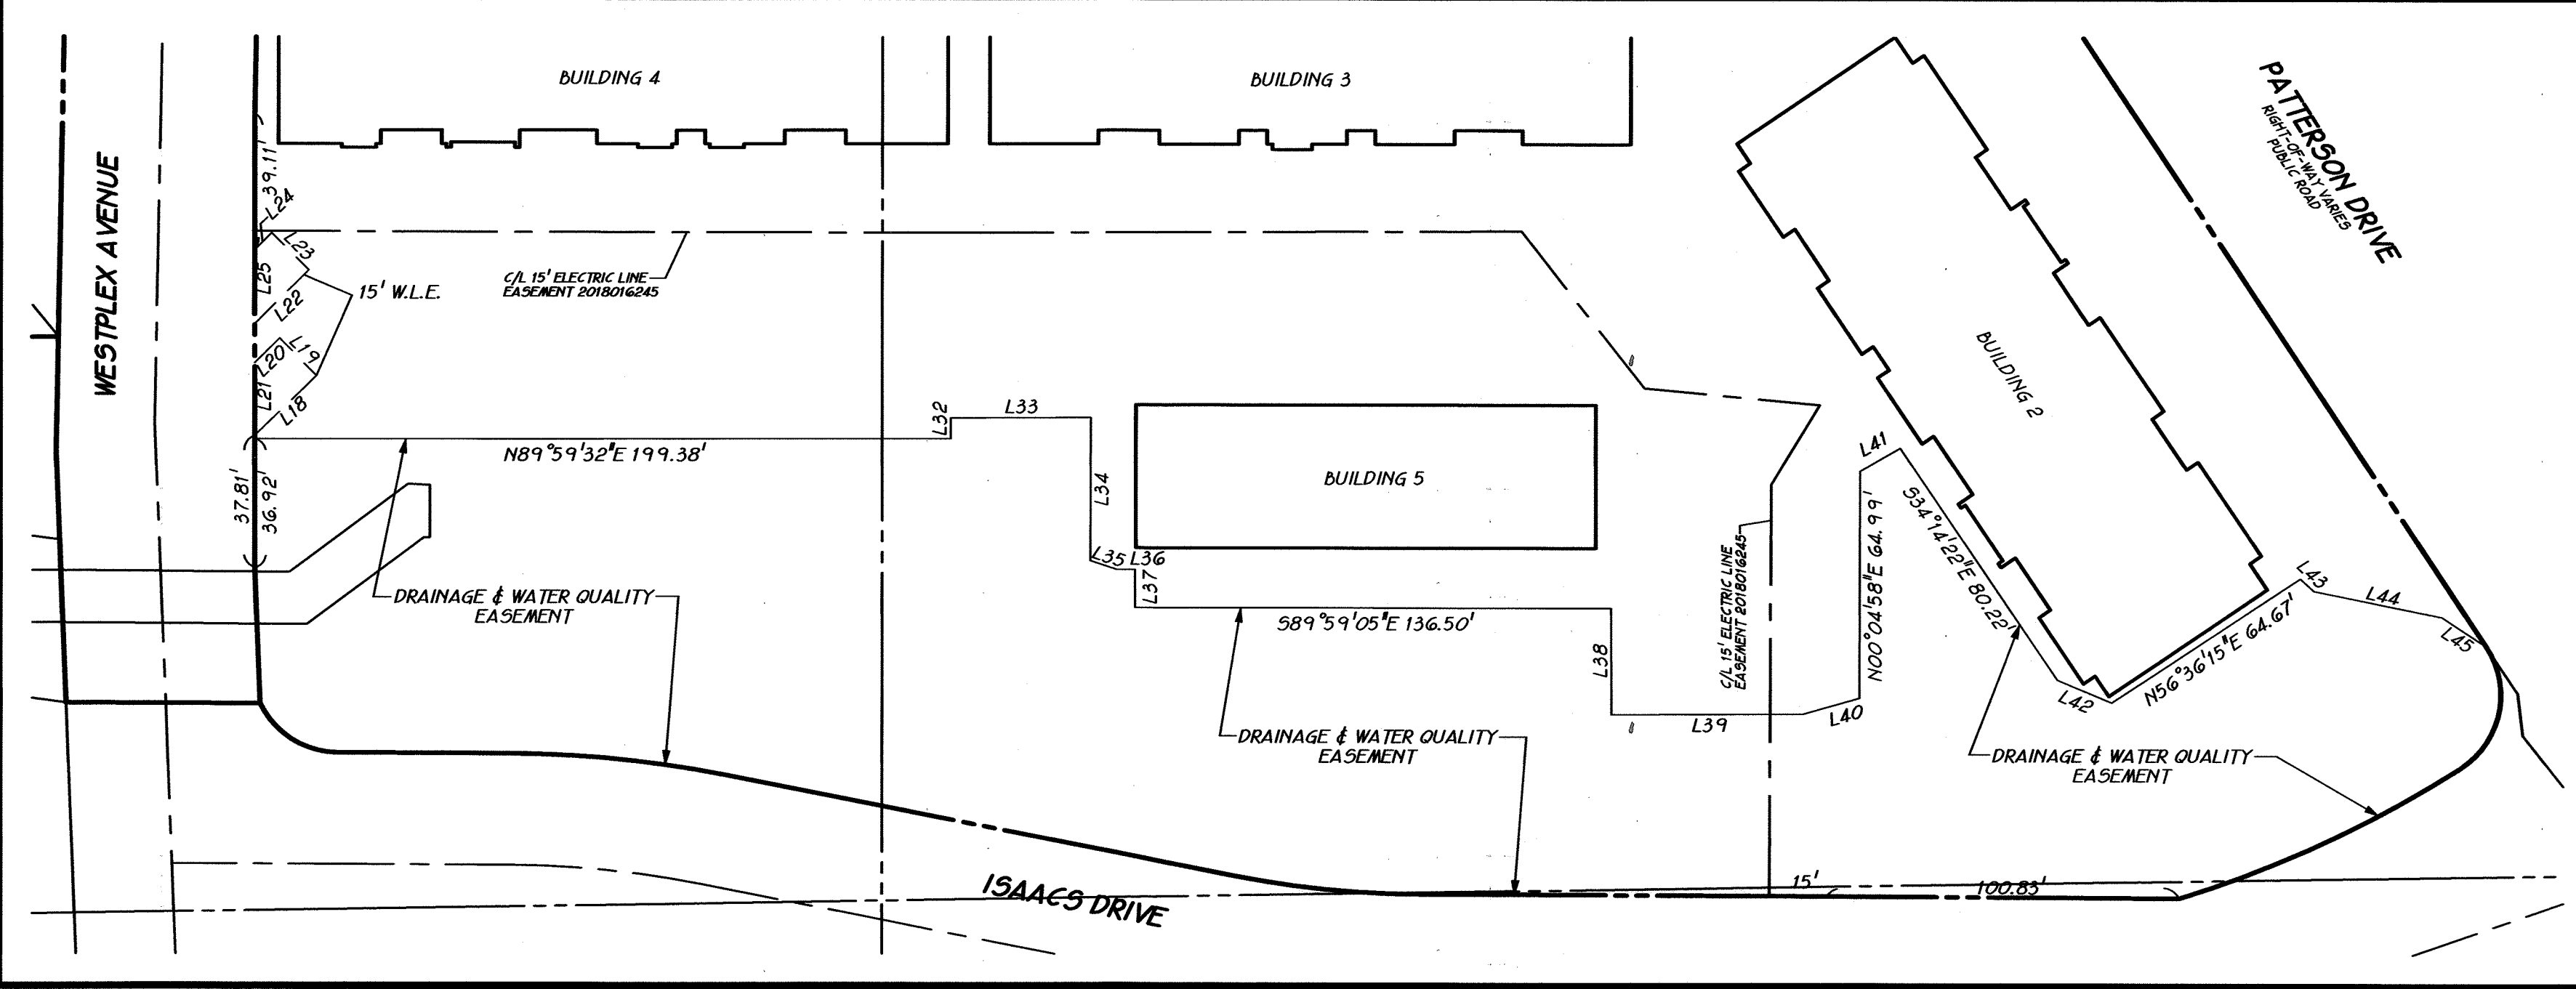 BUILDING 4
BUILDING 3
PATTERSON DRIVE
RIGHT-OF-WAY VARIES
PUBLIC ROAD
WESTPLEX AVENUE
39.11'
L24
L23
L25
L22
15' W.L.E.
C/L 15' ELECTRIC LINE
EASEMENT 2018016245
L20
L19
L21
L18
BUILDING 2
L32
L33
N89°59'32"E 199.38'
L34
BUILDING 5
L41
37.81'
36.92'
S34°14'22"E 80.22'
N00°04'58"E 64.99'
C/L 15' ELECTRIC LINE
EASEMENT 2018016245
L35
L36
L37
L43
L44
L45
DRAINAGE & WATER QUALITY
EASEMENT
S89°59'05"E 136.50'
L38
N56°36'15"E 64.67'
L42
L40
L39
DRAINAGE & WATER QUALITY
EASEMENT
DRAINAGE & WATER QUALITY
EASEMENT
ISAACS DRIVE
15'
100.83'